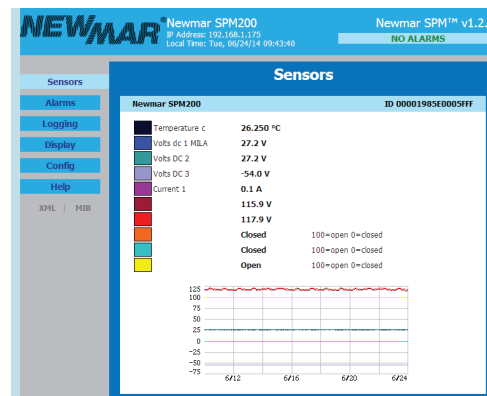 NEWMAR®
Newmar SPM200
IP Address: 192.168.1.175
Local Time: Tue, 06/24/14 09:43:40
Newmar SPM™ v1.2.
NO ALARMS
Sensors
Alarms
Logging
Display
Config
Help
XML | MIB
Sensors
Newmar SPM200 ID 00001985E0005FFF
Temperature c 26.250 °C
Volts dc 1 MILA 27.2 V
Volts DC 2 27.2 V
Volts DC 3 -54.0 V
Current 1 0.1 A
115.9 V
117.9 V
Closed 100=open 0=closed
Closed 100=open 0=closed
Open 100=open 0=closed
125
100
75
50
25
0
-25
-50
-75
6/12 6/16 6/20 6/24